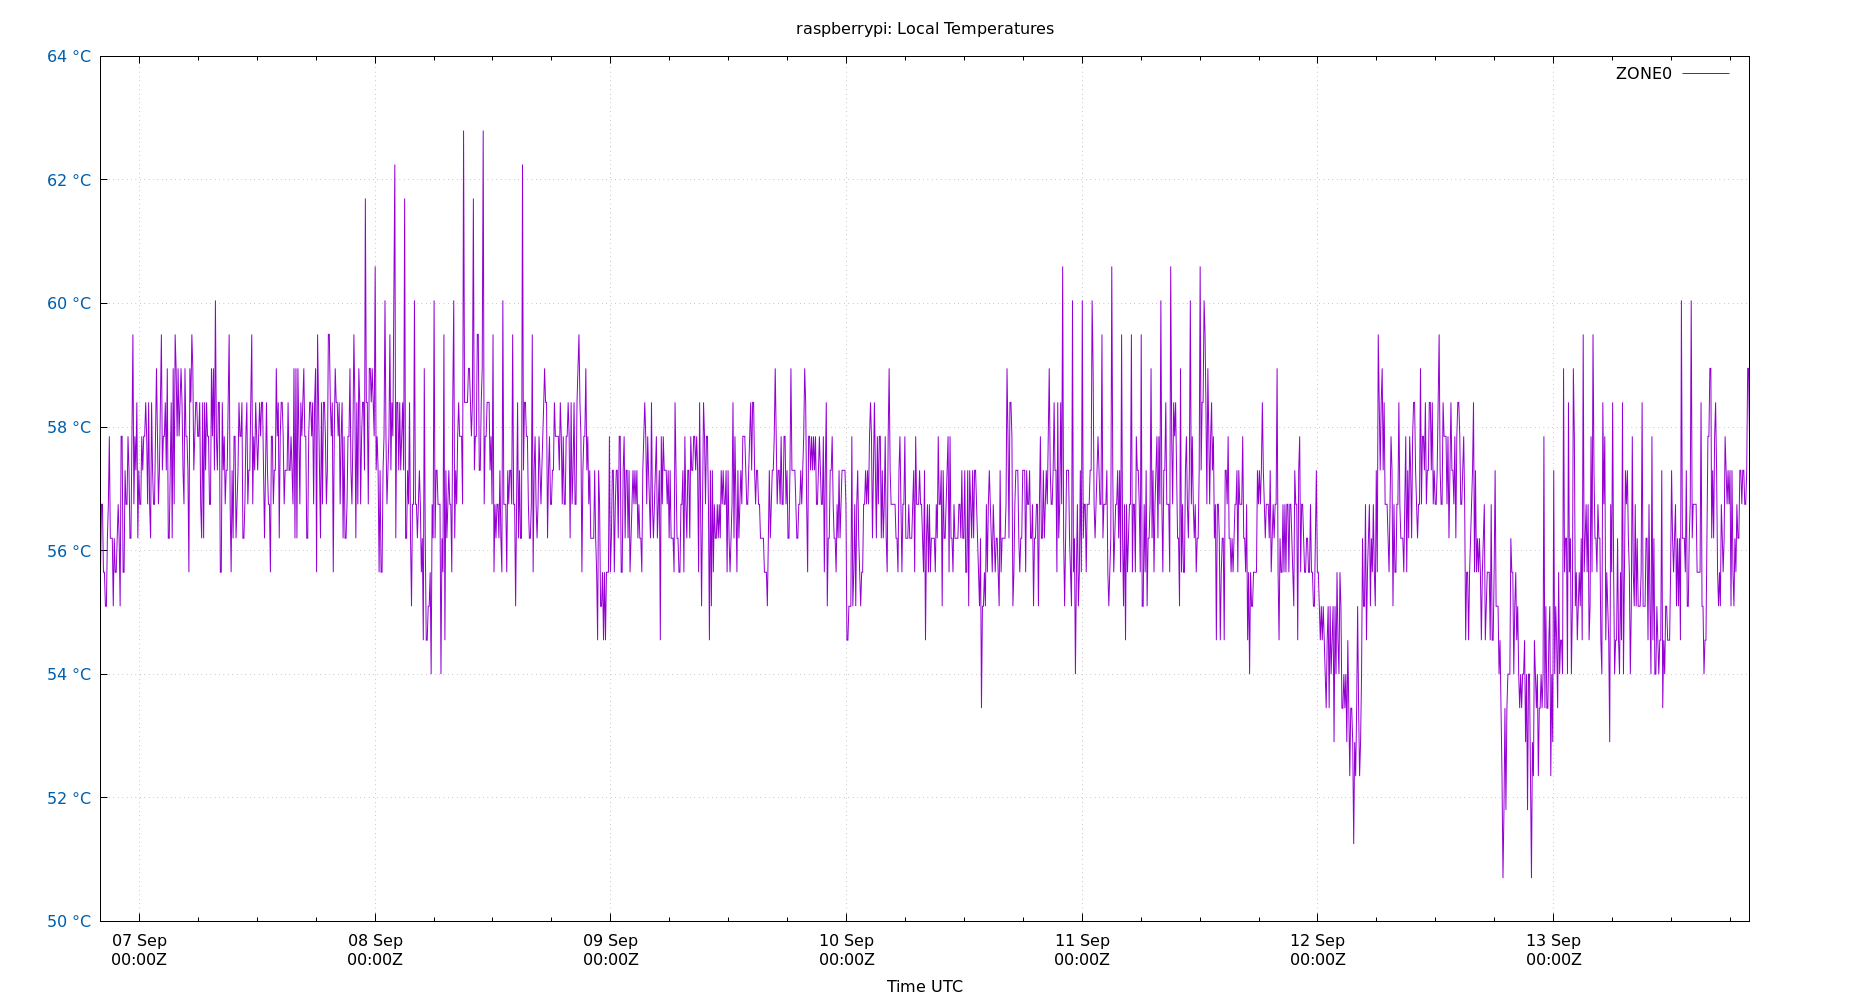 raspberrypi: Local Temperatures
64 °C
ZONE0
62 °C
60 °C
58 °C
56 °C
54 °C
52 °C
50 °C
07 Sep 08 Sep 09 Sep 10 Sep 11 Sep 12 Sep 13 Sep
00:00Z 00:00Z 00:00Z 00:00Z 00:00Z 00:00Z 00:00Z
Time UTC